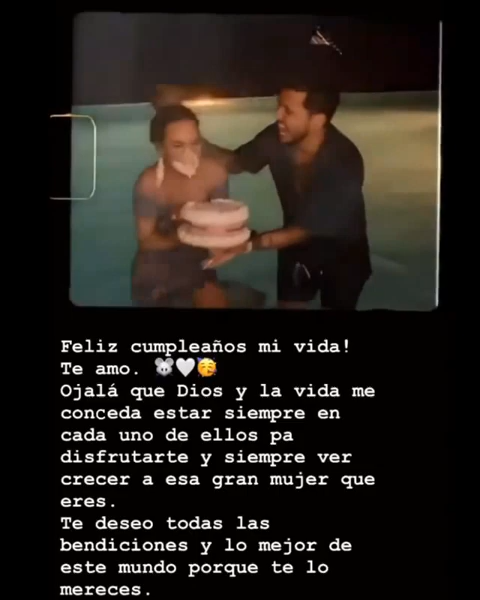 Feliz cumpleaños mi vida!
Te amo. 🐭🤍🥳
Ojalá que Dios y la vida me
conceda estar siempre en
cada uno de ellos pa
disfrutarte y siempre ver
crecer a esa gran mujer que
eres.
Te deseo todas las
bendiciones y lo mejor de
este mundo porque te lo
mereces.